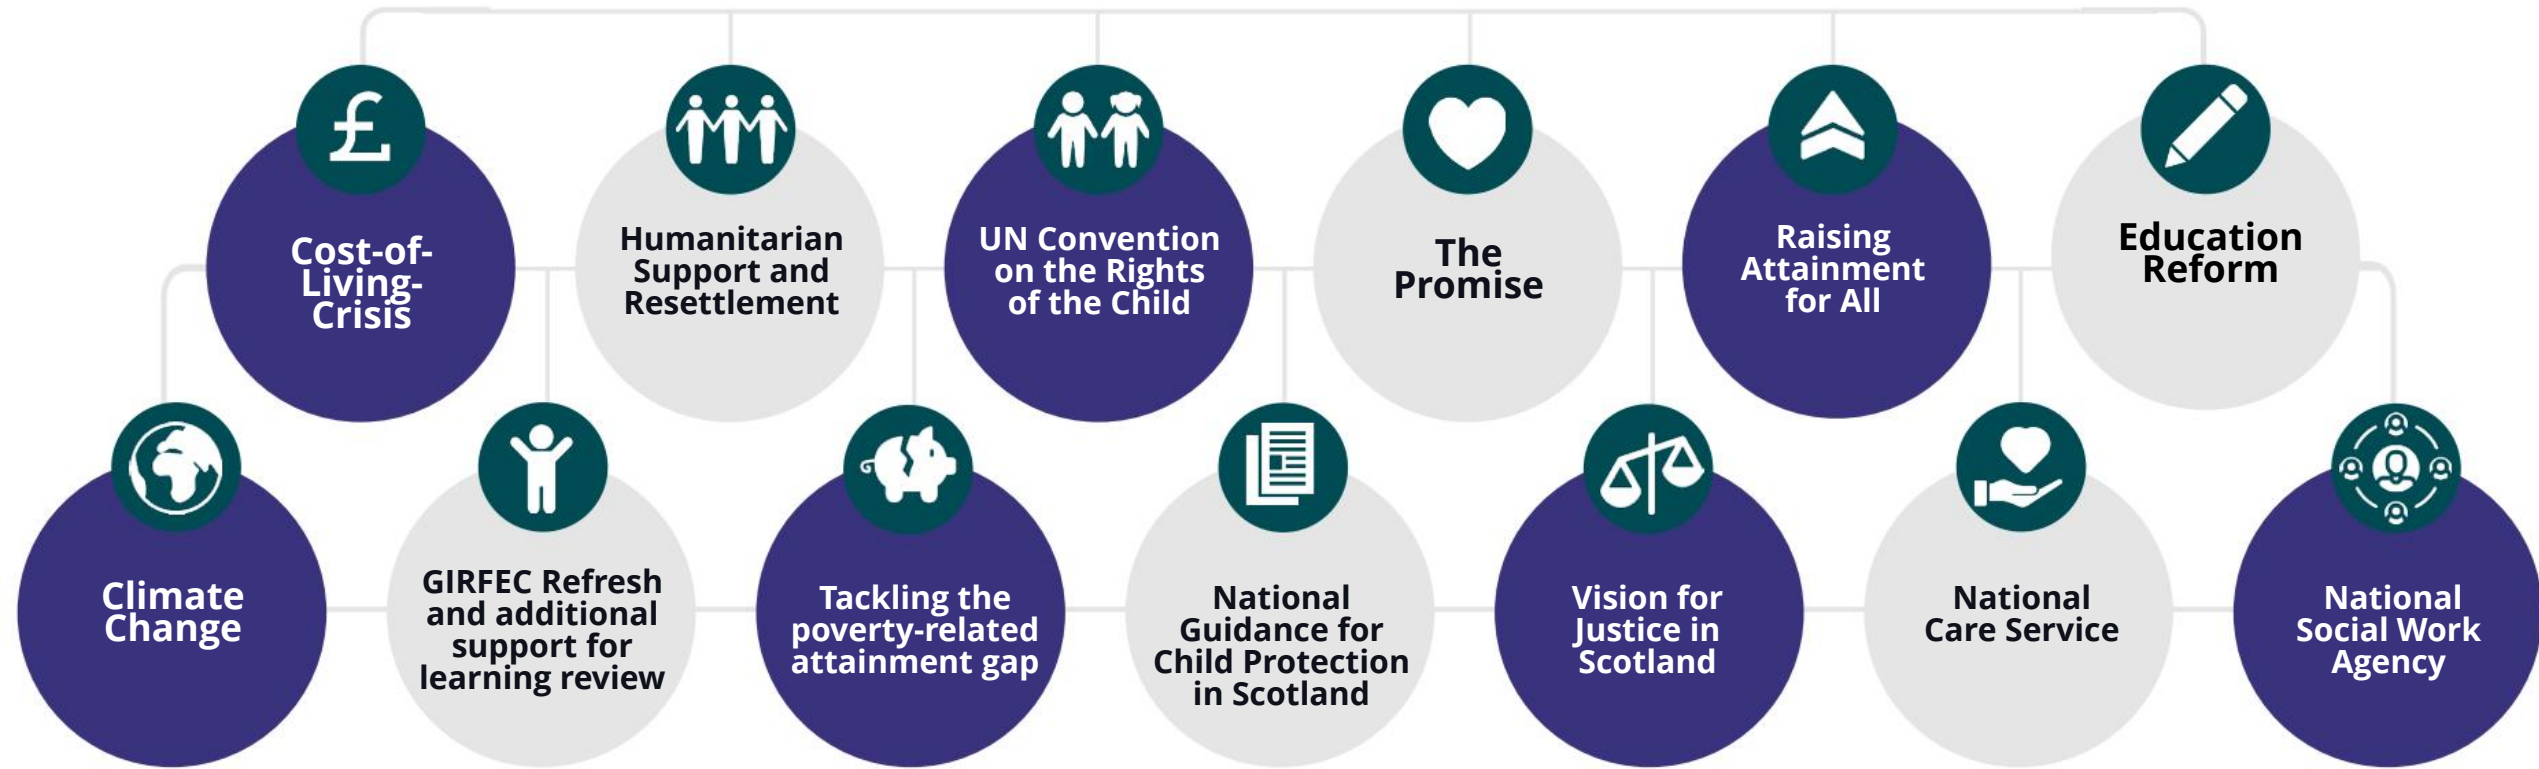 Cost-of-
Living-
Crisis
Humanitarian
Support and
Resettlement
UN Convention
on the Rights
of the Child
The
Promise
Raising
Attainment
for All
Education
Reform
Climate
Change
GIRFEC Refresh
and additional
support for
learning review
Tackling the
poverty-related
attainment gap
National
Guidance for
Child Protection
in Scotland
Vision for
Justice in
Scotland
National
Care Service
National
Social Work
Agency